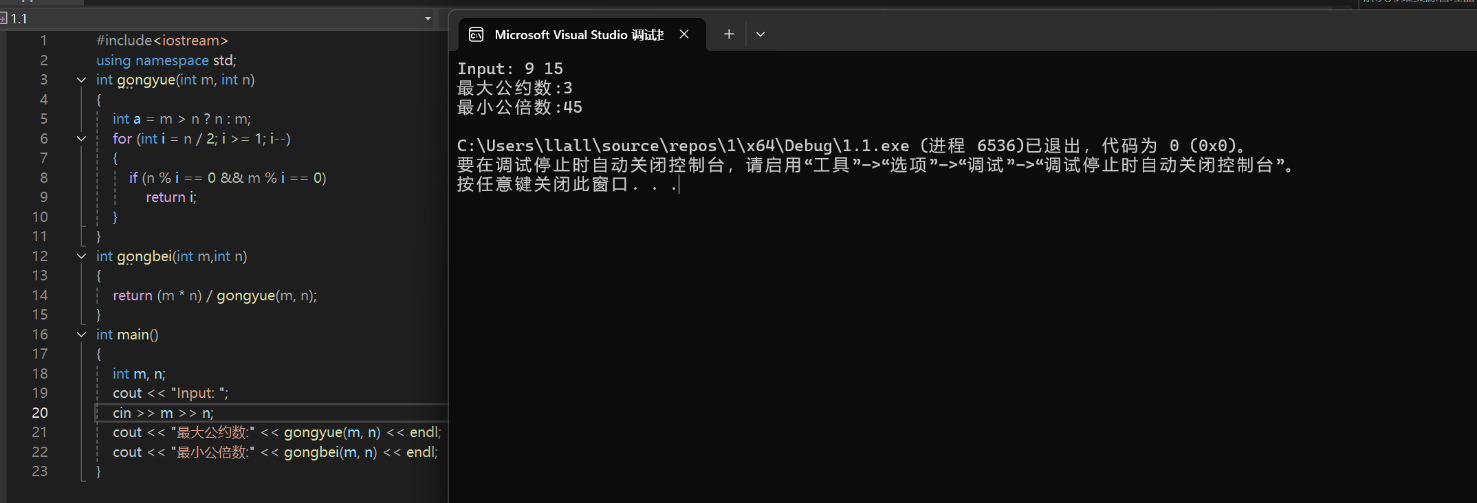 1.1
1 #include<iostream>
2 using namespace std;
3 int gongyue(int m, int n)
4 {
5 int a = m > n ? n : m;
6 for (int i = n / 2; i >= 1; i--)
7 {
8 if (n % i == 0 && m % i == 0)
9 return i;
10 }
11 }
12 int gongbei(int m,int n)
13 {
14 return (m * n) / gongyue(m, n);
15 }
16 int main()
17 {
18 int m, n;
19 cout << "Input: ";
20 cin >> m >> n;
21 cout << "最大公约数:" << gongyue(m, n) << endl;
22 cout << "最小公倍数:" << gongbei(m, n) << endl;
23 }
Microsoft Visual Studio 调试
Input: 9 15
最大公约数:3
最小公倍数:45
C:\Users\llall\source\repos\1\x64\Debug\1.1.exe (进程 6536)已退出，代码为 0 (0x0)。
要在调试停止时自动关闭控制台，请启用“工具”->“选项”->“调试”->“调试停止时自动关闭控制台”。
按任意键关闭此窗口. . .